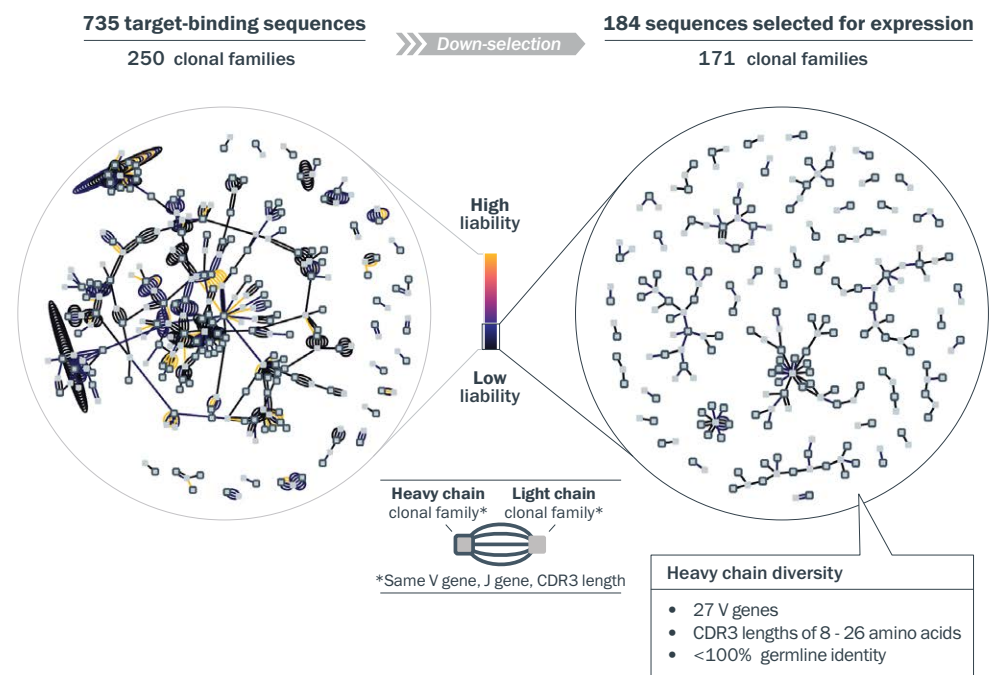 735 target-binding sequences
250 clonal families
Down-selection
184 sequences selected for expression
171 clonal families
High
liability
Low
liability
Heavy chain
clonal family*
Light chain
clonal family*
*Same V gene, J gene, CDR3 length
Heavy chain diversity
• 27 V genes
• CDR3 lengths of 8 - 26 amino acids
• <100% germline identity